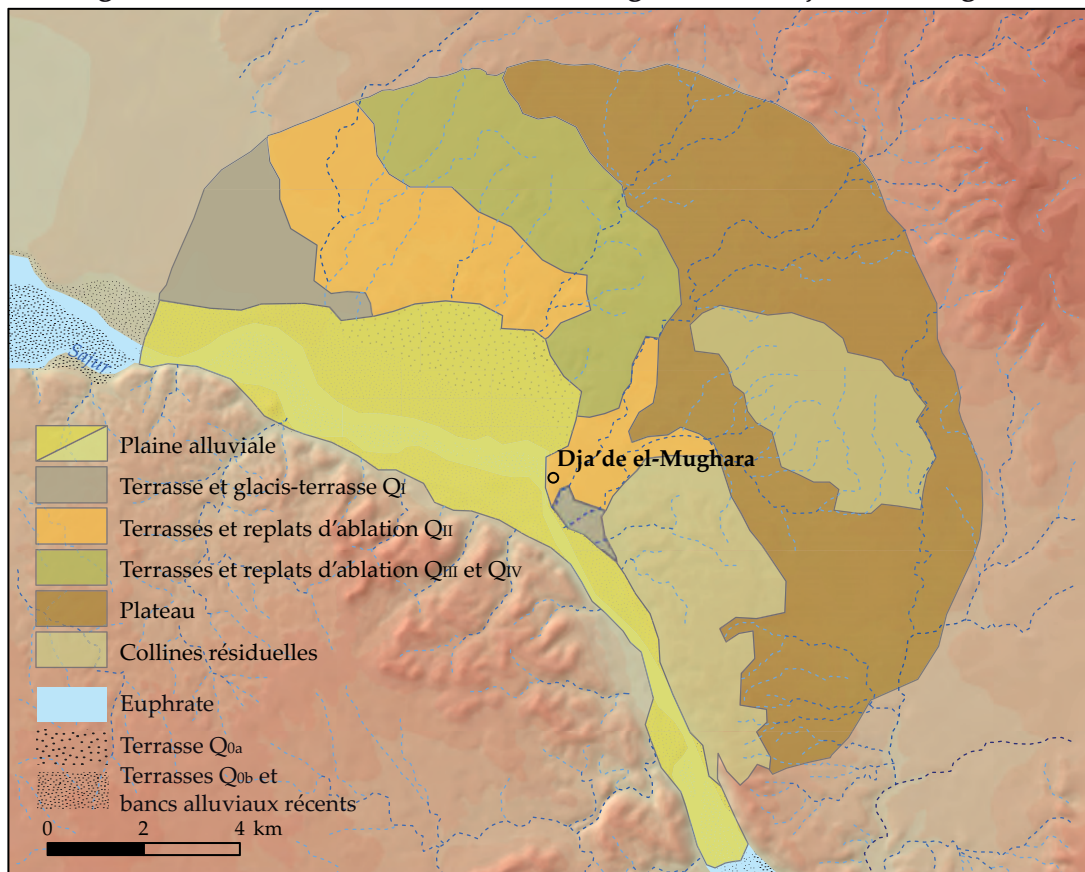 Sajur
Dja'de el-Mughara
Plaine alluviale
Terrasse et glacis-terrasse QI
Terrasses et replats d'ablation QII
Terrasses et replats d'ablation QIII et QIV
Plateau
Collines résiduelles
Euphrate
Terrasse Q0a
Terrasses Q0b et
bancs alluviaux récents
0 2 4 km